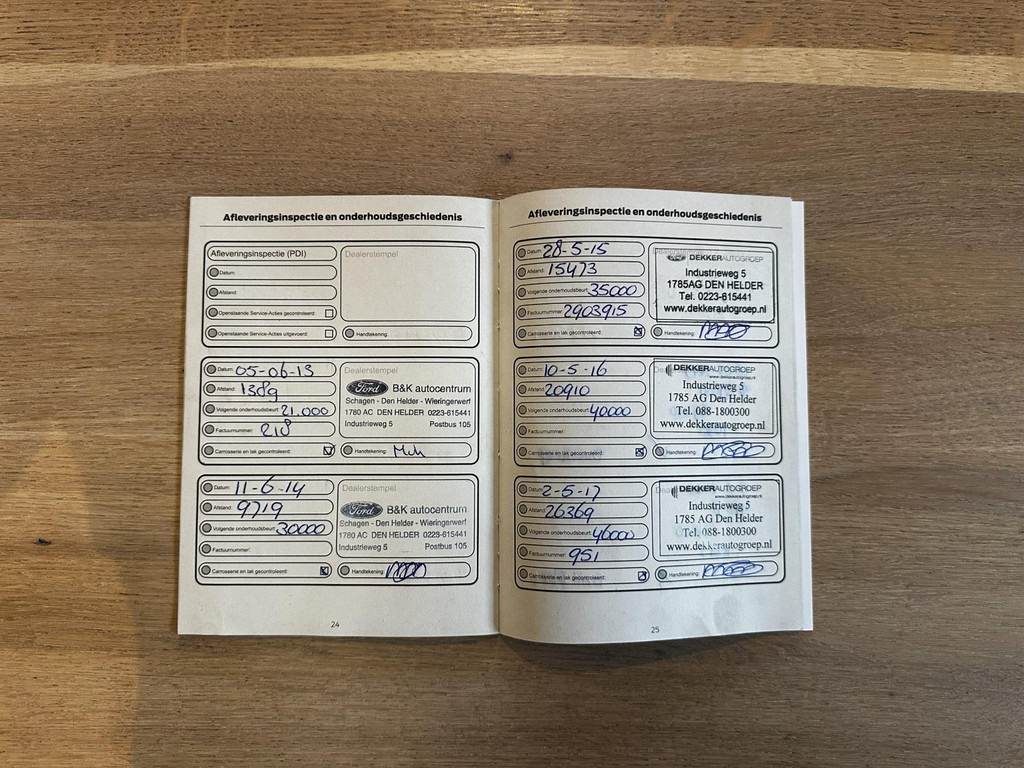 Afleveringsinspectie en onderhoudsgeschiedenis
Afleveringsinspectie (PDI)
Datum:
Afstand:
Openstaande Service-Acties gecontroleerd:
Openstaande Service-Acties uitgevoerd:
Dealerstempel
Handtekening:
Datum: 05-06-13
Afstand: 1389
Volgende onderhoudsbeurt: 21.000
Factuurnummer: 218
Carrosserie en lak gecontroleerd:
Dealerstempel
Ford B&K autocentrum
Schagen - Den Helder - Wieringerwerf
1780 AC DEN HELDER 0223-615441
Industrieweg 5 Postbus 105
Handtekening:
Datum: 11-6-14
Afstand: 9719
Volgende onderhoudsbeurt: 30000
Factuurnummer:
Carrosserie en lak gecontroleerd:
Dealerstempel
Ford B&K autocentrum
Schagen - Den Helder - Wieringerwerf
1780 AC DEN HELDER 0223-615441
Industrieweg 5 Postbus 105
Handtekening:
24
Afleveringsinspectie en onderhoudsgeschiedenis
Datum: 28-5-15
Afstand: 15473
Volgende onderhoudsbeurt: 35000
Factuurnummer: 2903915
Carrosserie en lak gecontroleerd:
DEKKERAUTOGROEP
Industrieweg 5
1785AG DEN HELDER
Tel. 0223-615441
www.dekkerautogroep.nl
Handtekening:
Datum: 10-5-16
Afstand: 20910
Volgende onderhoudsbeurt: 40000
Factuurnummer:
Carrosserie en lak gecontroleerd:
DEKKERAUTOGROEP
www.dekkerautogroep.nl
Industrieweg 5
1785 AG Den Helder
Tel. 088-1800300
www.dekkerautogroep.nl
Handtekening:
Datum: 2-5-17
Afstand: 26369
Volgende onderhoudsbeurt: 46000
Factuurnummer: 951
Carrosserie en lak gecontroleerd:
DEKKERAUTOGROEP
www.dekkerautogroep.nl
Industrieweg 5
1785 AG Den Helder
Tel. 088-1800300
www.dekkerautogroep.nl
Handtekening:
25